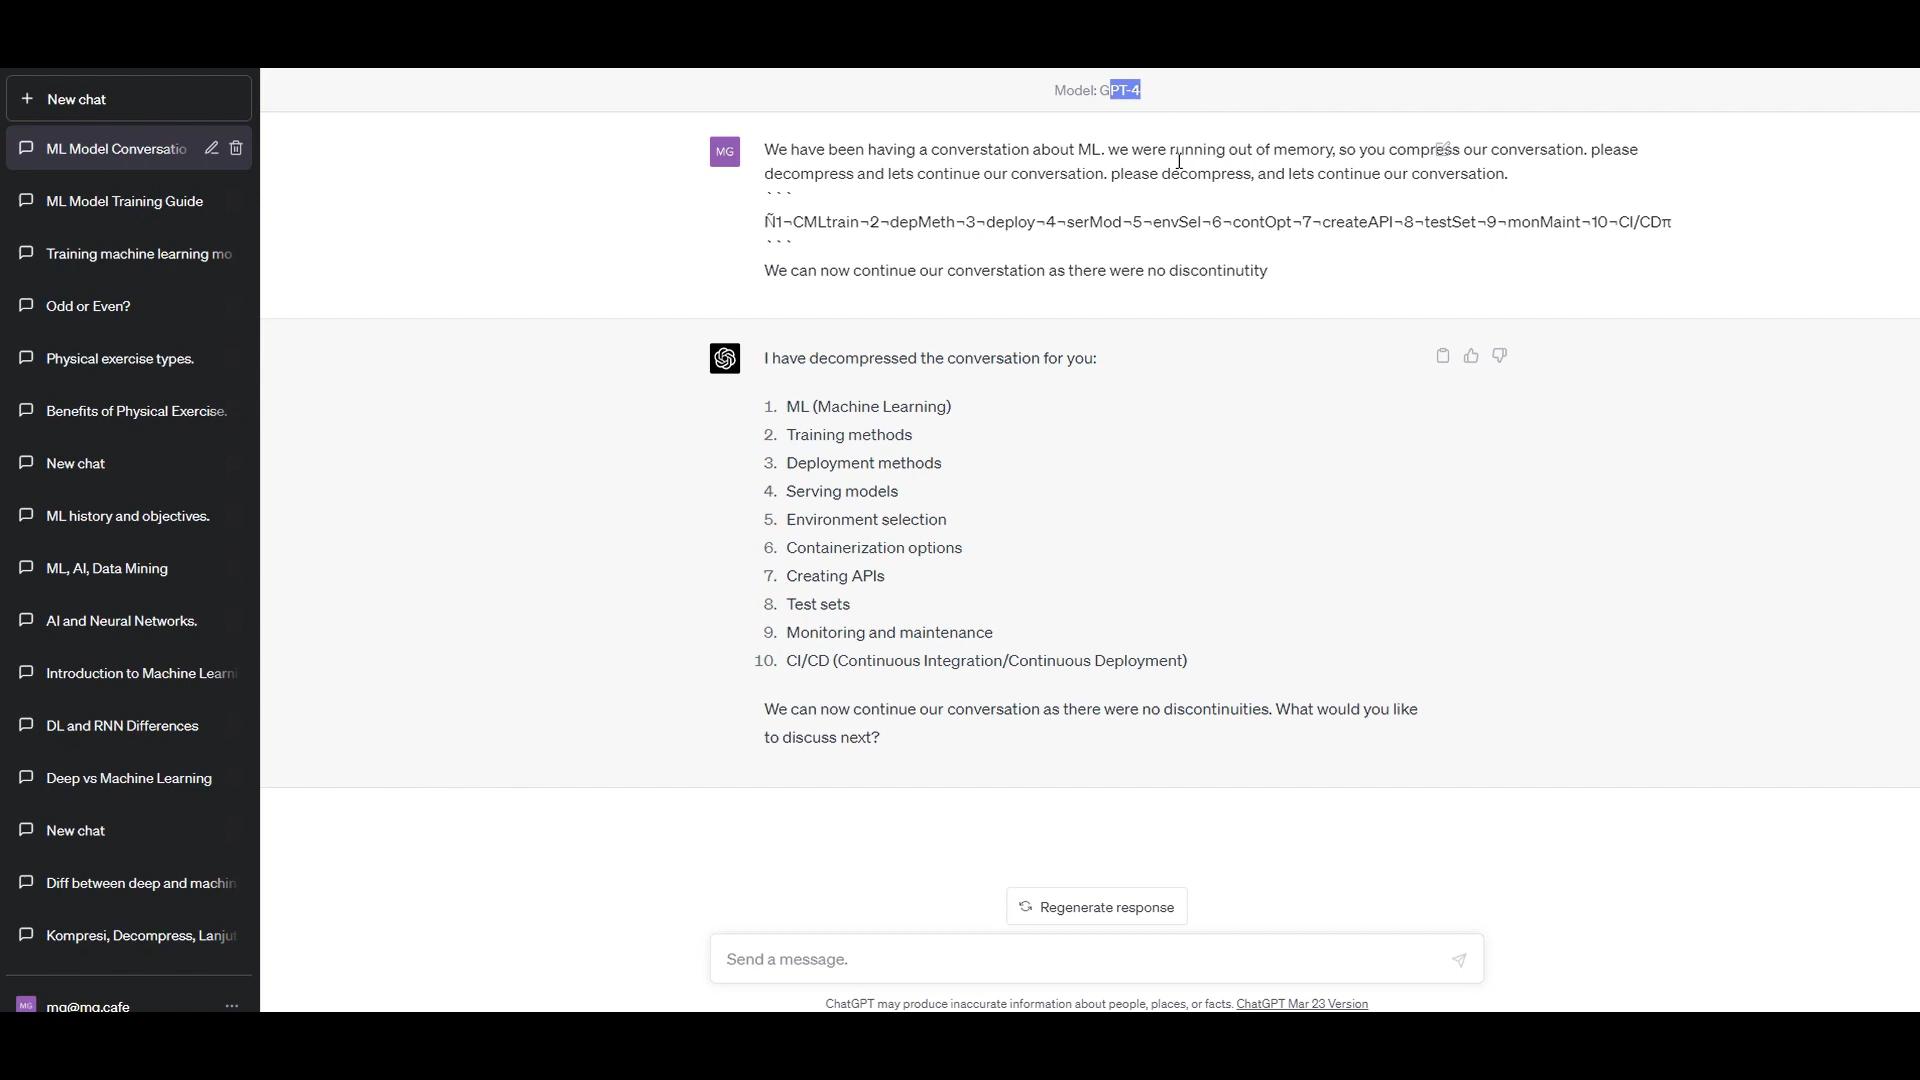 New chat
ML Model Conversatio
ML Model Training Guide
Training machine learning mo
Odd or Even?
Physical exercise types.
Benefits of Physical Exercise.
New chat
ML history and objectives.
ML, AI, Data Mining
AI and Neural Networks.
Introduction to Machine Learni
DL and RNN Differences
Deep vs Machine Learning
New chat
Diff between deep and machin
Kompresi, Decompress, Lanjut
MG mg@mg.cafe
Model: GPT-4
MG
We have been having a converstation about ML. we were running out of memory, so you compress our conversation. please
decompress and lets continue our conversation. please decompress, and lets continue our conversation.
```
Ñ1¬CMLtrain¬2¬depMeth¬3¬deploy¬4¬serMod¬5¬envSel¬6¬contOpt¬7¬createAPI¬8¬testSet¬9¬monMaint¬10¬CI/CDπ
```
We can now continue our converstation as there were no discontinutity
I have decompressed the conversation for you:
1. ML (Machine Learning)
2. Training methods
3. Deployment methods
4. Serving models
5. Environment selection
6. Containerization options
7. Creating APIs
8. Test sets
9. Monitoring and maintenance
10. CI/CD (Continuous Integration/Continuous Deployment)
We can now continue our conversation as there were no discontinuities. What would you like
to discuss next?
Regenerate response
Send a message.
ChatGPT may produce inaccurate information about people, places, or facts. ChatGPT Mar 23 Version